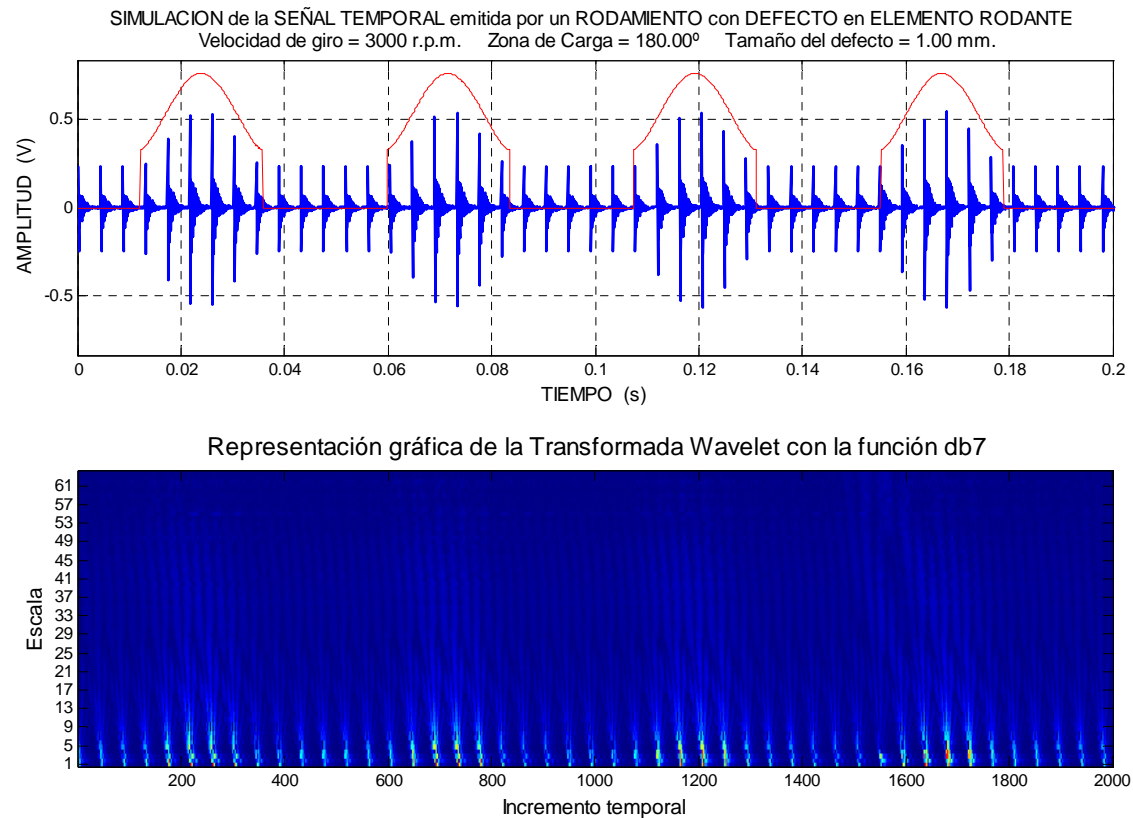 SIMULACION de la SEÑAL TEMPORAL emitida por un RODAMIENTO con DEFECTO en ELEMENTO RODANTE
Velocidad de giro = 3000 r.p.m. Zona de Carga = 180.00º Tamaño del defecto = 1.00 mm.
AMPLITUD (V)
0.5
0
-0.5
0 0.02 0.04 0.06 0.08 0.1 0.12 0.14 0.16 0.18 0.2
TIEMPO (s)
Representación gráfica de la Transformada Wavelet con la función db7
Escala
61
57
53
49
45
41
37
33
29
25
21
17
13
9
5
1
200 400 600 800 1000 1200 1400 1600 1800 2000
Incremento temporal